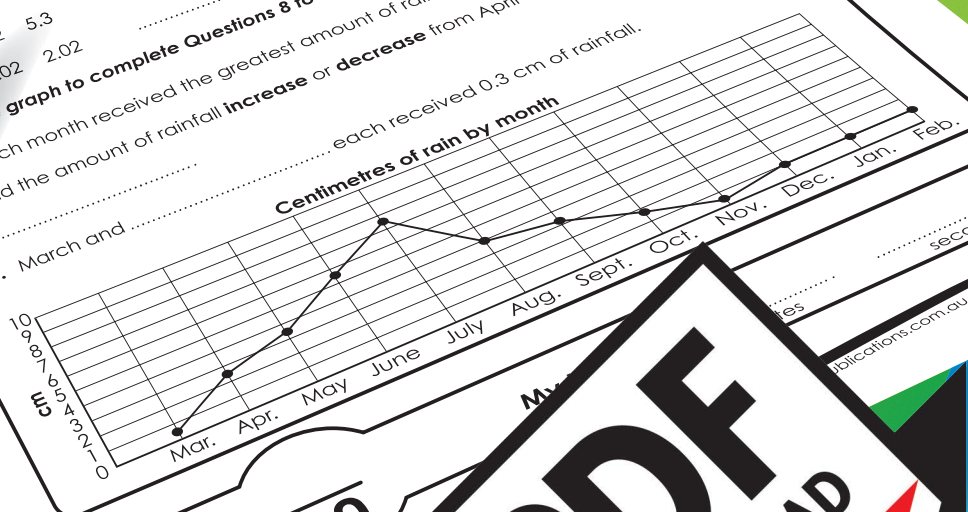 5.3
.02 2.02
graph to complete Questions 8 to
ch month received the greatest amount of
d the amount of rainfall increase or decrease from April
March and .............................. each received 0.3 cm of rainfall.
Centimetres of rain by month
10
9
8
7
6
5
4
3
2
1
0
cm
Mar. Apr. May June July Aug. Sept. Oct. Nov. Dec. Jan. Feb.
seco
tes
ublications.com.au
My
PDF
AD